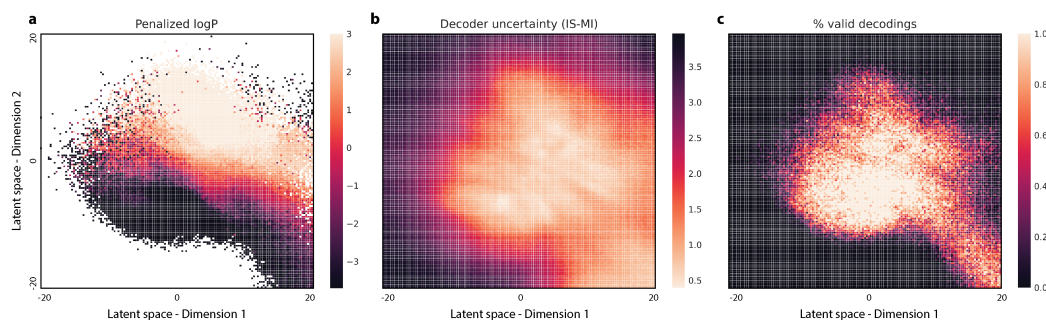 a
Penalized logP
20
0
-20
Latent space - Dimension 2
-20 0 20
Latent space - Dimension 1
3
2
1
0
−1
−2
−3
b
Decoder uncertainty (IS-MI)
-20 0 20
Latent space - Dimension 1
3.5
3.0
2.5
2.0
1.5
1.0
0.5
c
% valid decodings
-20 0 20
Latent space - Dimension 1
1.0
0.8
0.6
0.4
0.2
0.0